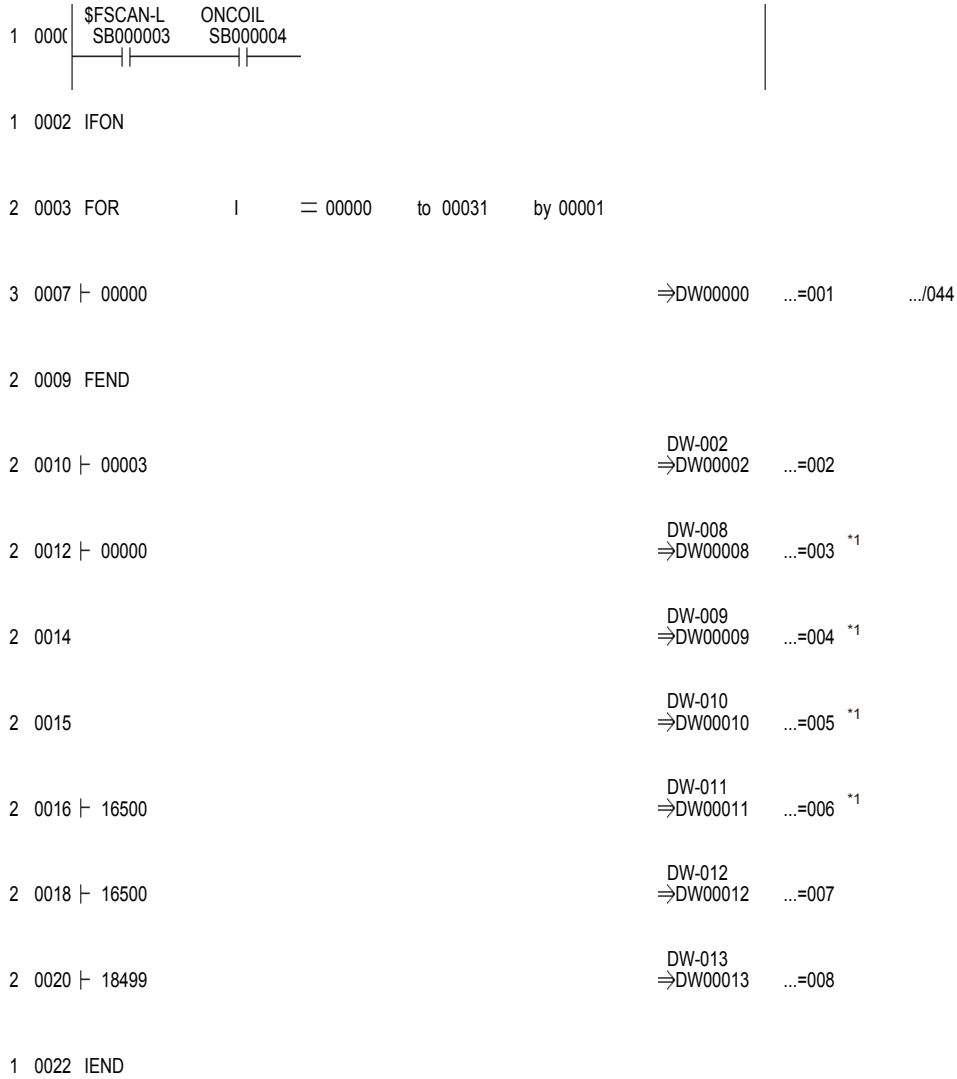 $FSCAN-L ONCOIL
1 0000 SB000003 SB000004
1 0002 IFON
2 0003 FOR I = 00000 to 00031 by 00001
3 0007 ├ 00000 ⇒DW00000 ...=001 .../044
2 0009 FEND
DW-002
2 0010 ├ 00003 ⇒DW00002 ...=002
DW-008
2 0012 ├ 00000 ⇒DW00008 ...=003 *1
DW-009
2 0014 ⇒DW00009 ...=004 *1
DW-010
2 0015 ⇒DW00010 ...=005 *1
DW-011
2 0016 ├ 16500 ⇒DW00011 ...=006 *1
DW-012
2 0018 ├ 16500 ⇒DW00012 ...=007
DW-013
2 0020 ├ 18499 ⇒DW00013 ...=008
1 0022 IEND